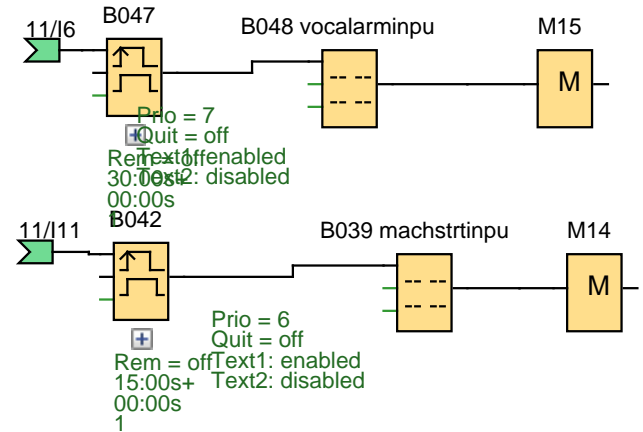 B047
11/I6
B048 vocalarminpu
M15
M
Prio = 7
Quit = off
Text1: enabled
Text2: disabled
Rem = off
30:00s+
00:00s
1
B042
11/I11
B039 machstrtinpu
M14
M
Prio = 6
Quit = off
Text1: enabled
Text2: disabled
Rem = off
15:00s+
00:00s
1